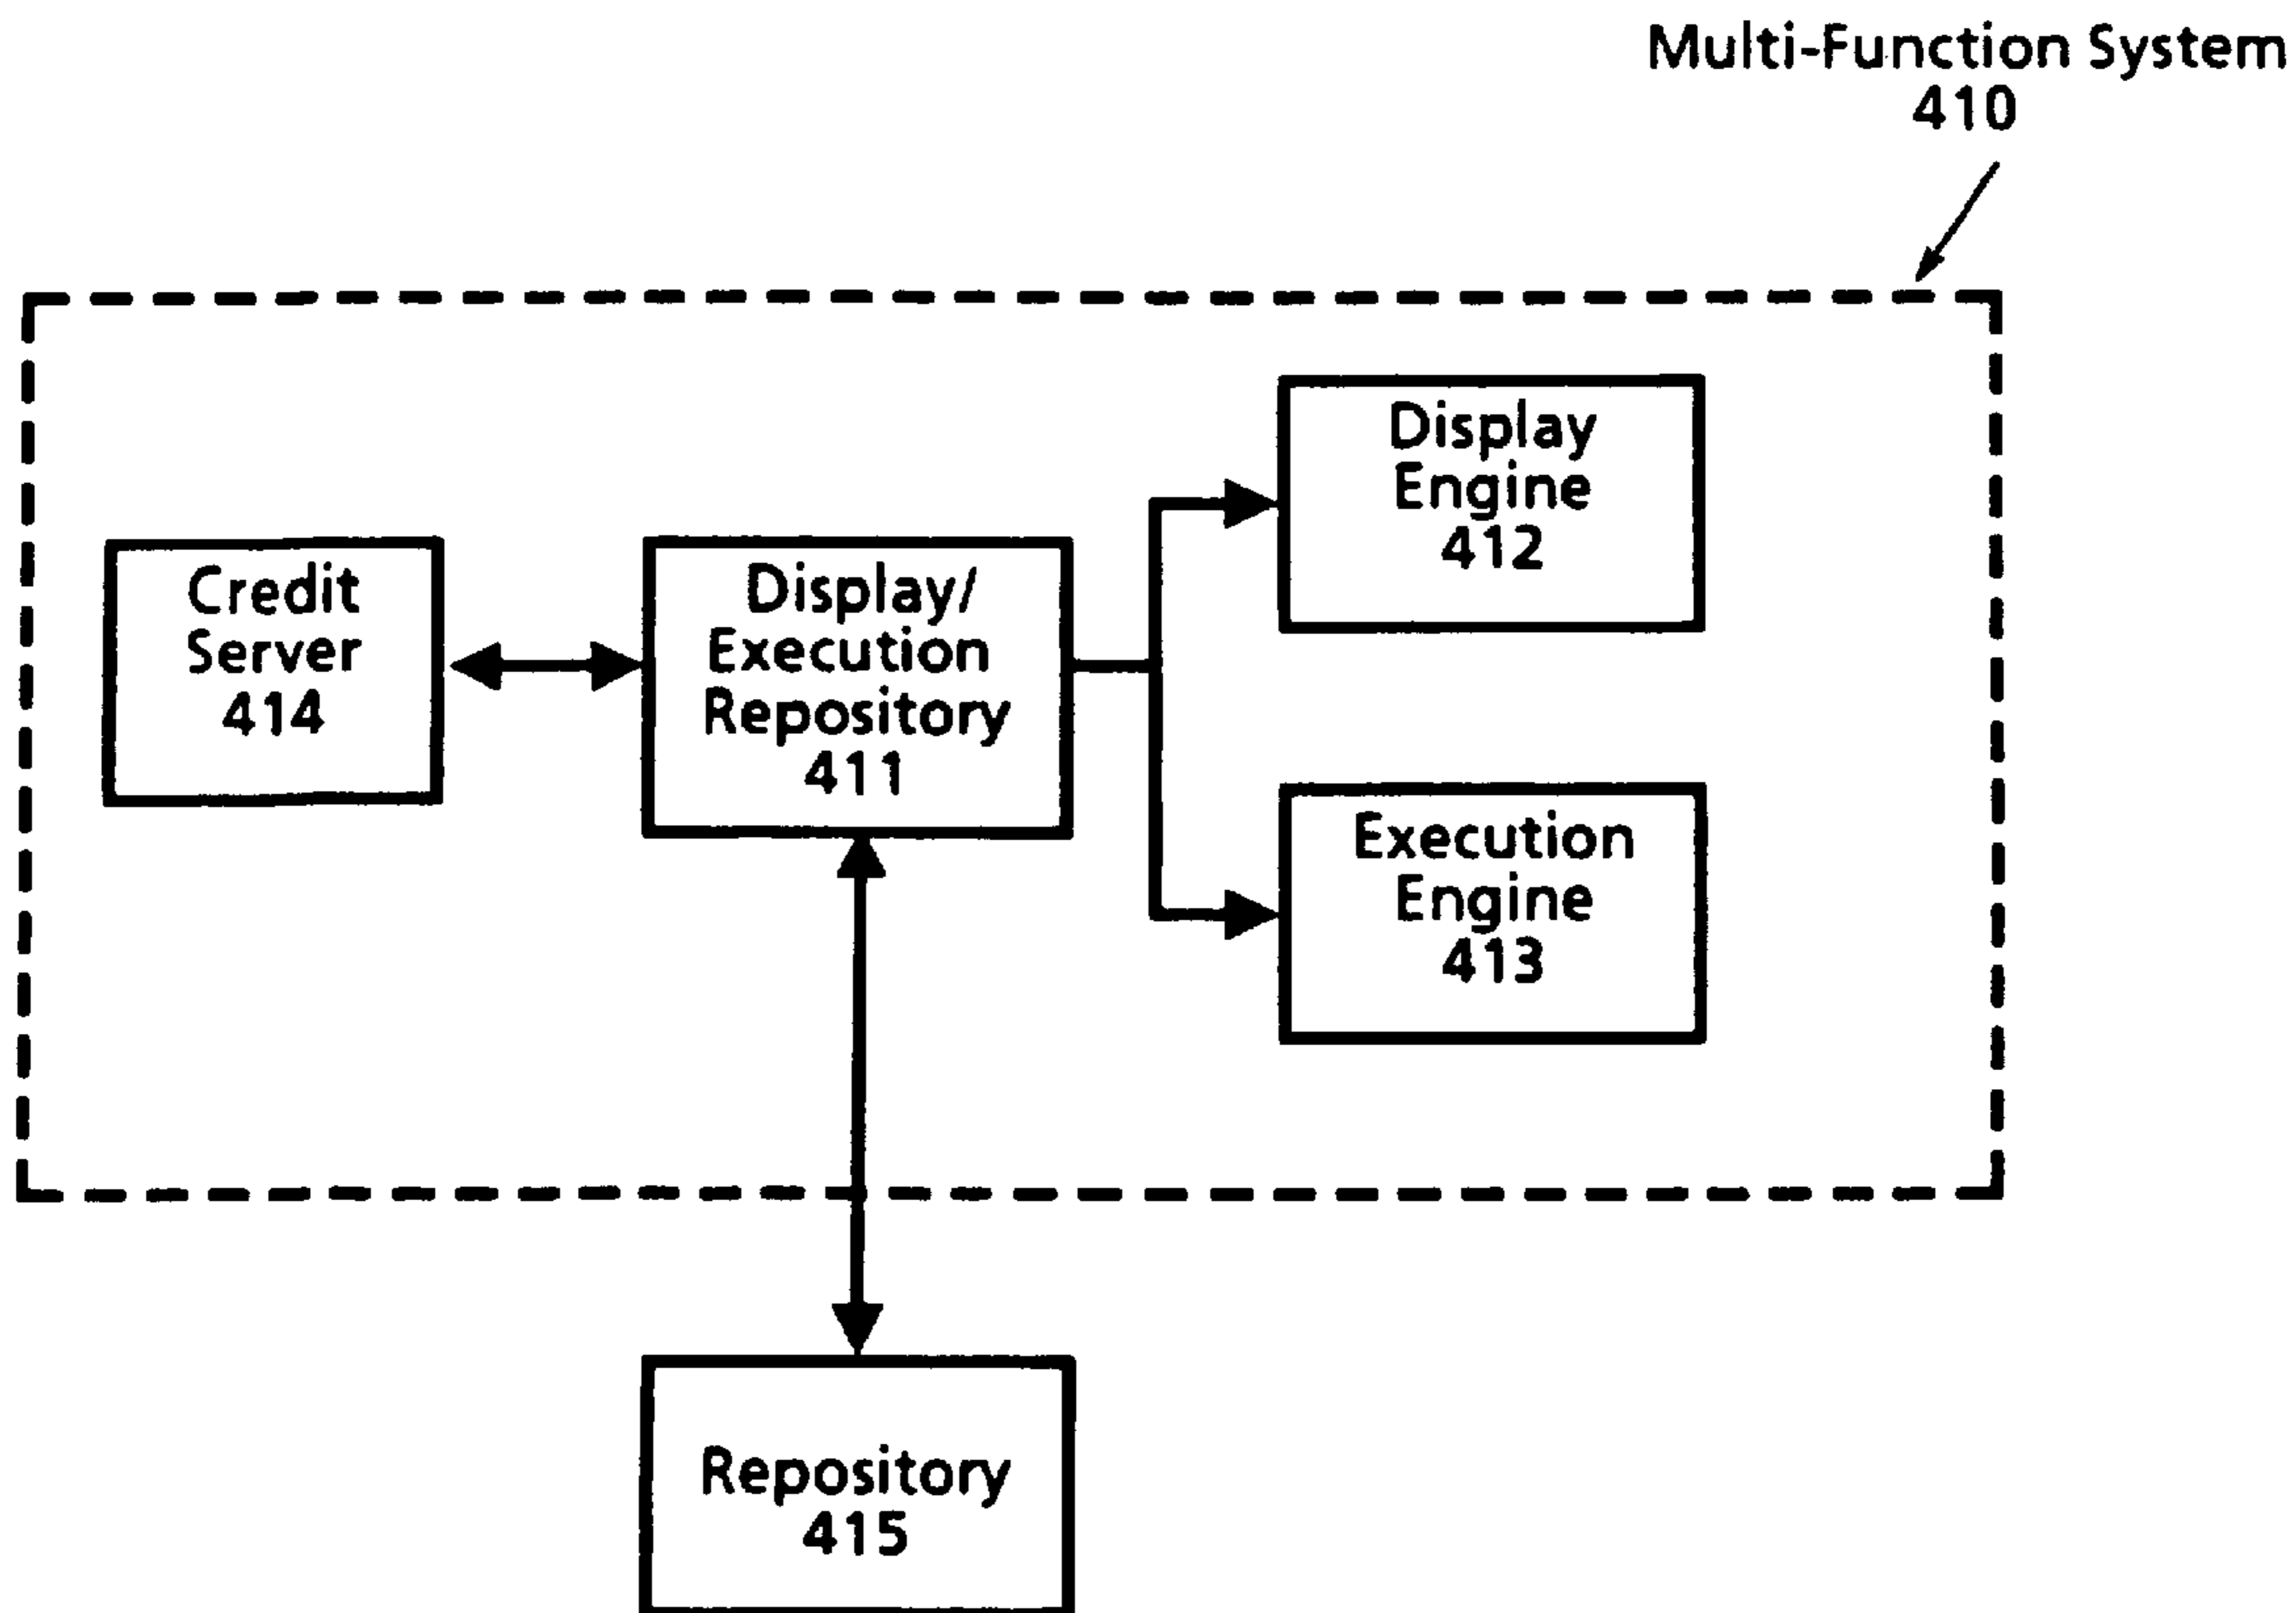 Multi-Function System
410
Display
Engine
412
Credit
Server
414
Display/
Execution
Repository
411
Execution
Engine
413
Repository
415